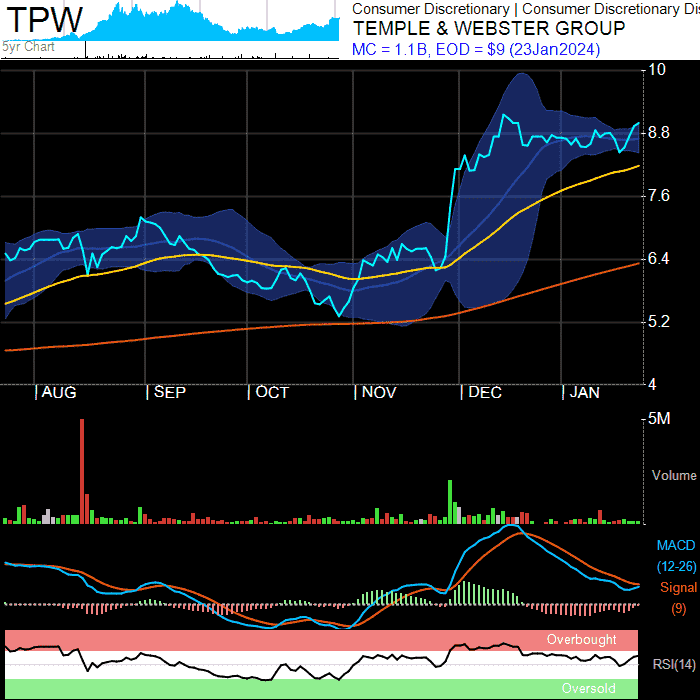 TPW
5yr Chart
Consumer Discretionary | Consumer Discretionary Dis
TEMPLE & WEBSTER GROUP
MC = 1.1B, EOD = $9 (23Jan2024)
10
8.8
7.6
6.4
5.2
4
AUG
SEP
OCT
NOV
DEC
JAN
5M
Volume
MACD
(12-26)
Signal
(9)
Overbought
RSI(14)
Oversold